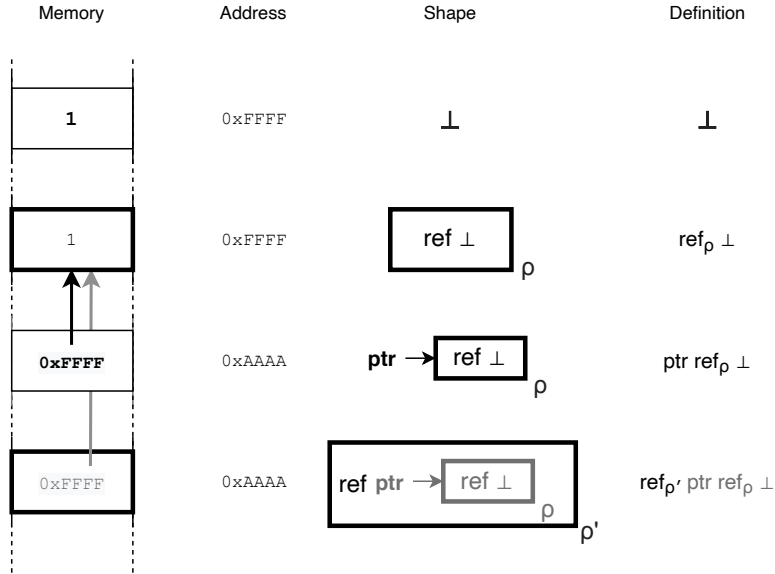 Memory Address Shape Definition
1 0xFFFF ⊥ ⊥
1 0xFFFF ref ⊥ ρ refρ ⊥
0xFFFF 0xAAAA ptr ref ⊥ ρ ptr refρ ⊥
0xFFFF 0xAAAA ref ptr ref ⊥ ρ ρ' refρ' ptr refρ ⊥